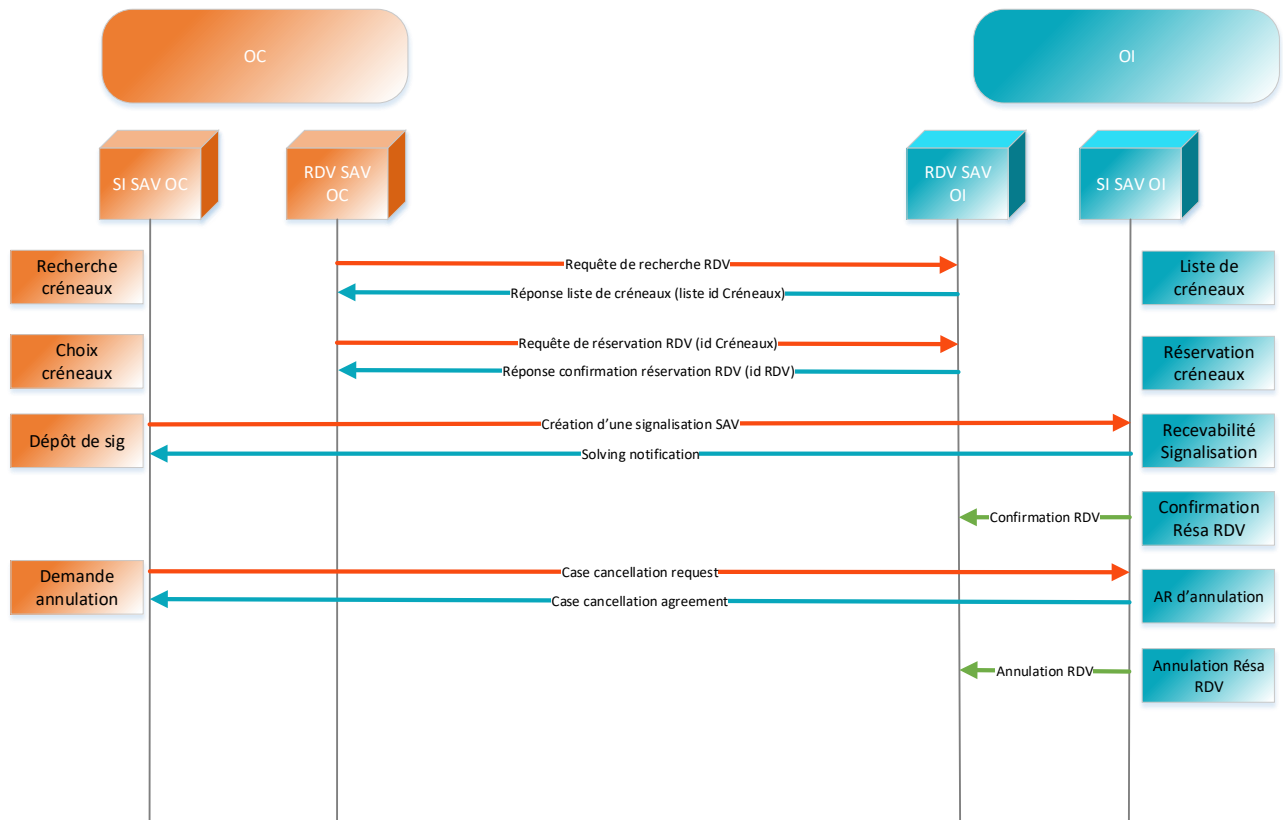 OC
OI
SI SAV OC
RDV SAV
OC
RDV SAV
OI
SI SAV OI
Recherche
créneaux
Requête de recherche RDV
Réponse liste de créneaux (liste id Créneaux)
Liste de
créneaux
Choix
créneaux
Requête de réservation RDV (id Créneaux)
Réponse confirmation réservation RDV (id RDV)
Réservation
créneaux
Dépôt de sig
Création d’une signalisation SAV
Solving notification
Recevabilité
Signalisation
Confirmation RDV
Confirmation
Résa RDV
Demande
annulation
Case cancellation request
Case cancellation agreement
AR d’annulation
Annulation RDV
Annulation Résa
RDV